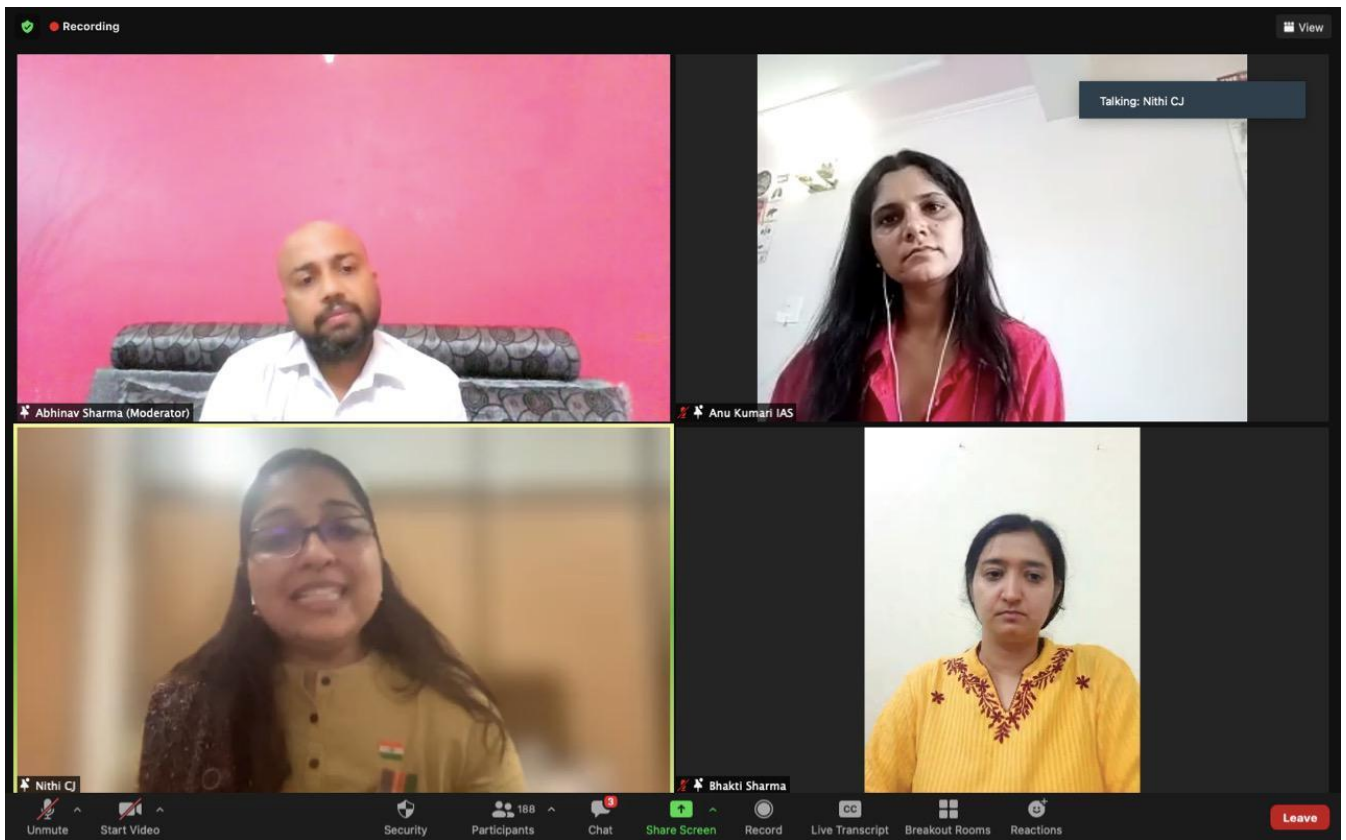 Recording
View
Talking: Nithi CJ
Abhinav Sharma (Moderator)
Anu Kumari IAS
Nithi CJ
Bhakti Sharma
188
3
CC
Unmute
Start Video
Security
Participants
Chat
Share Screen
Record
Live Transcript
Breakout Rooms
Reactions
Leave